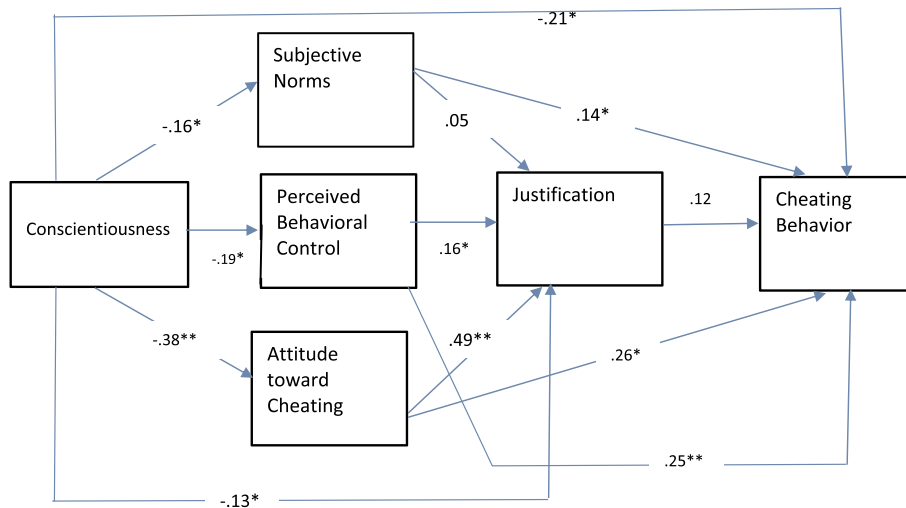 -.21*
Subjective
Norms
-.16*
.05
.14*
Conscientiousness
-.19*
Perceived
Behavioral
Control
.16*
Justification
.12
Cheating
Behavior
-.38**
Attitude
toward
Cheating
.49**
.26*
.25**
-.13*